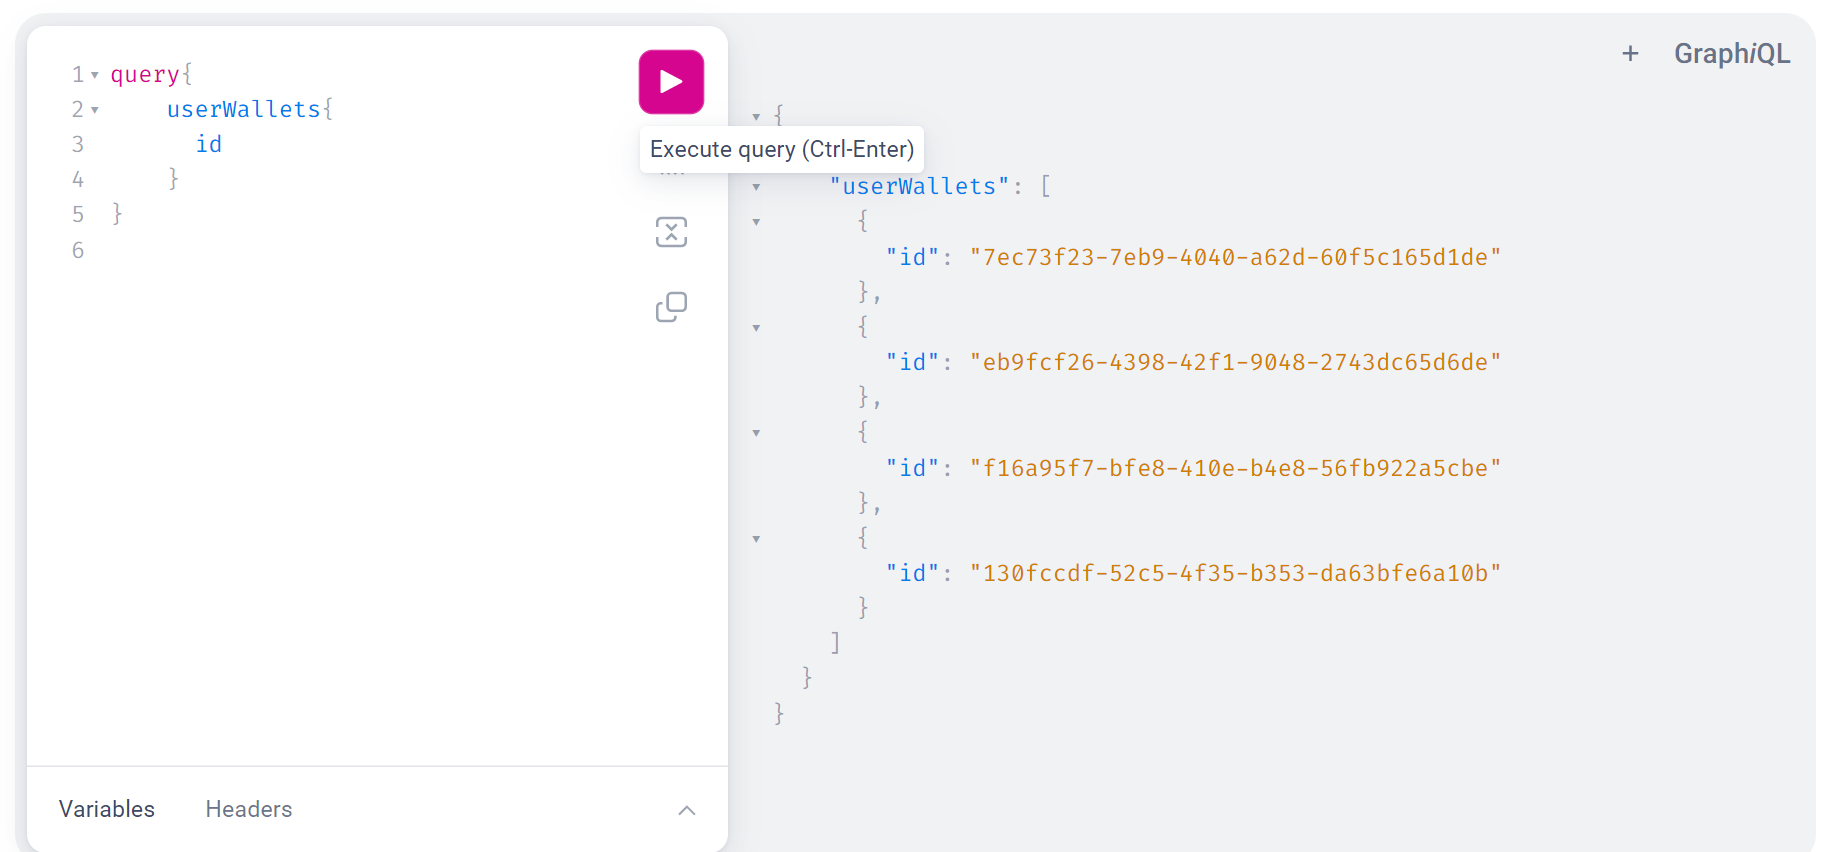 1 query{
2 userWallets{
3 id
4 }
5 }
6
Execute query (Ctrl-Enter)
Variables Headers
+ GraphiQL
{
"userWallets": [
{
"id": "7ec73f23-7eb9-4040-a62d-60f5c165d1de"
},
{
"id": "eb9fcf26-4398-42f1-9048-2743dc65d6de"
},
{
"id": "f16a95f7-bfe8-410e-b4e8-56fb922a5cbe"
},
{
"id": "130fccdf-52c5-4f35-b353-da63bfe6a10b"
}
]
}
}